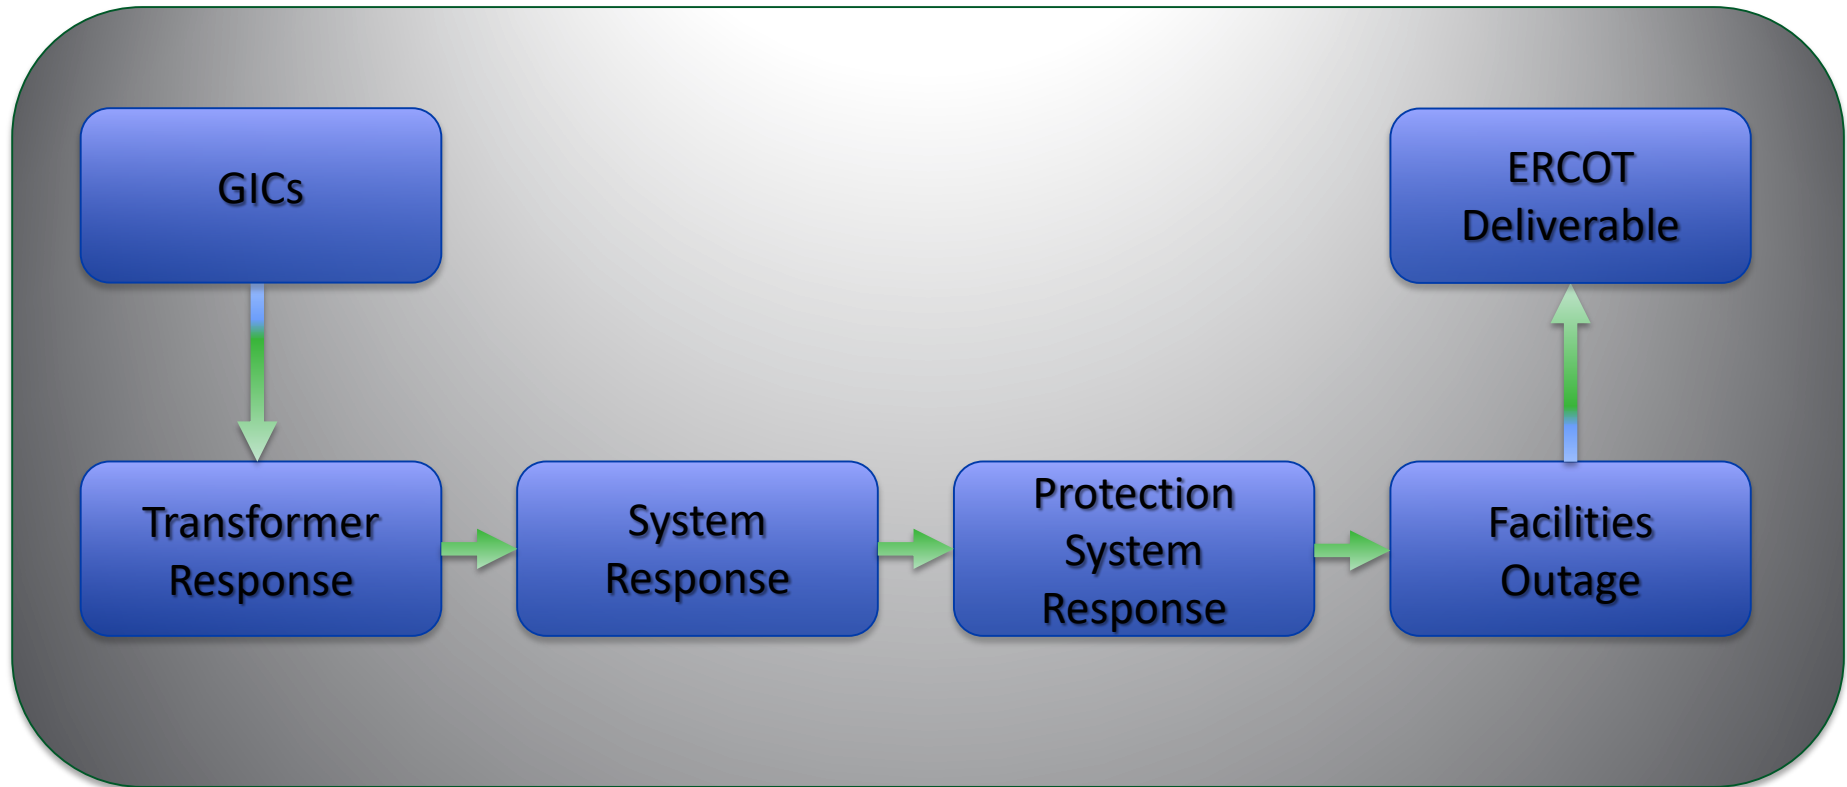 GICs
ERCOT
Deliverable
Transformer
Response
System
Response
Protection
System
Response
Facilities
Outage